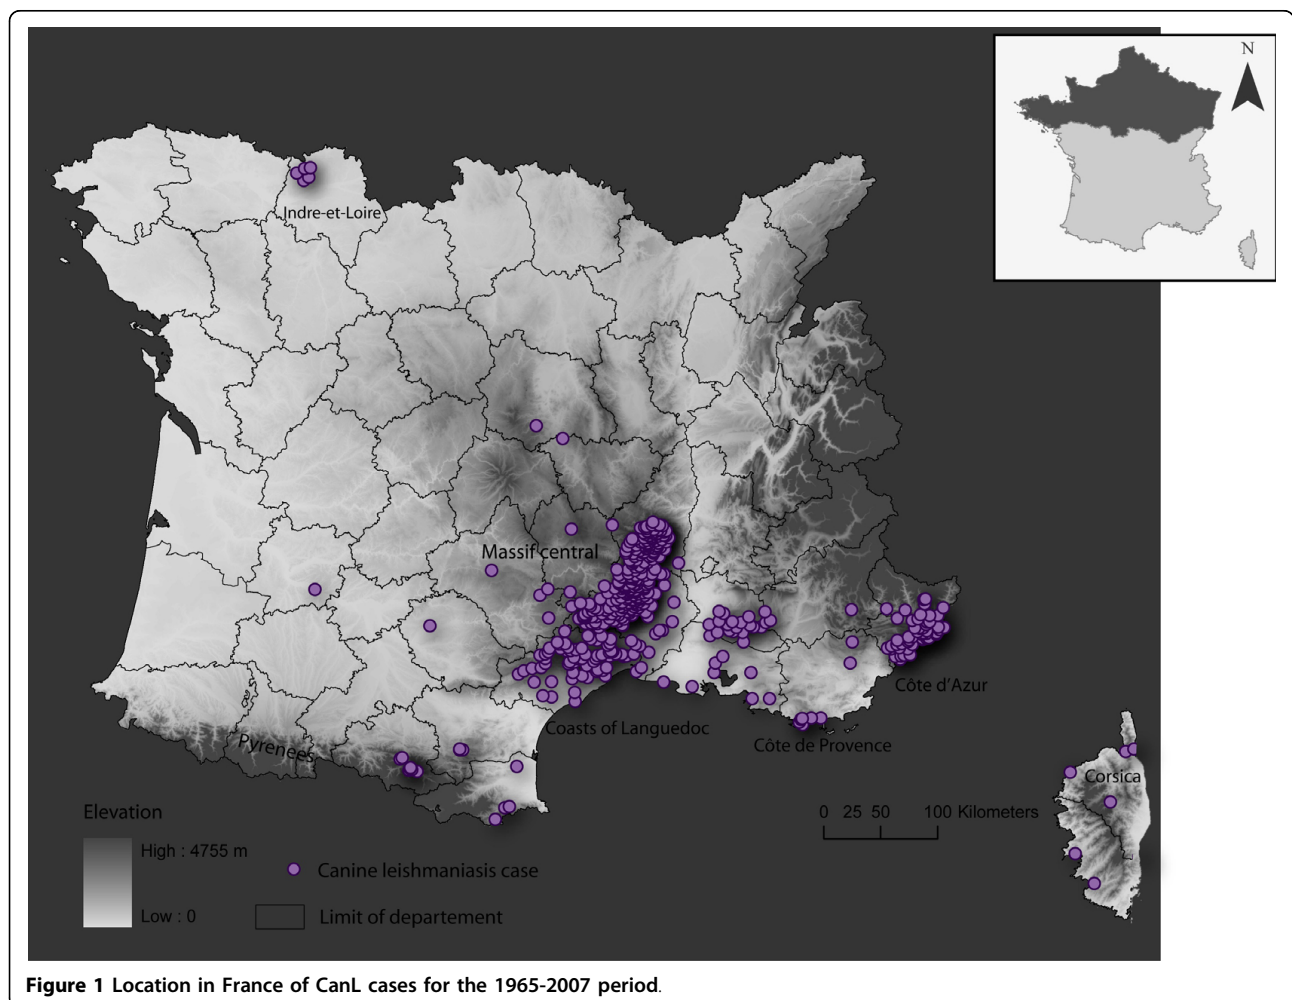 N
Indre-et-Loire
Massif central
Côte d'Azur
Coasts of Languedoc
Côte de Provence
Pyrenees
Corsica
Elevation
High : 4755 m
Low : 0
Canine leishmaniasis case
Limit of departement
0 25 50 100 Kilometers
Figure 1 Location in France of CanL cases for the 1965-2007 period.